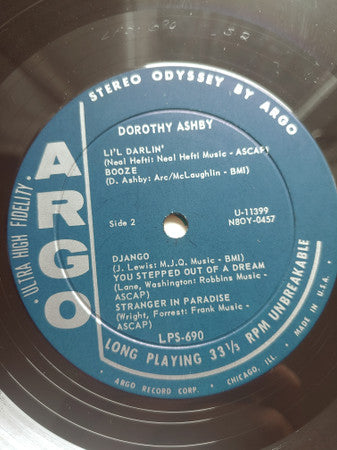 STEREO ODYSSEY BY ARGO
• ULTRA HIGH FIDELITY •
ARGO
DOROTHY ASHBY
LI'L DARLIN'
(Neal Hefti: Neal Hefti Music - ASCAP)
BOOZE
(D. Ashby: Arc/McLaughlin - BMI)
Side 2
U-11399
N8OY-0457
DJANGO
(J. Lewis: M.J.Q. Music - BMI)
YOU STEPPED OUT OF A DREAM
(Lane, Washington: Robbins Music -
ASCAP)
STRANGER IN PARADISE
(Wright, Forrest: Frank Music -
ASCAP)
LPS-690
LONG PLAYING 33⅓ RPM UNBREAKABLE
• ARGO RECORD CORP. • CHICAGO, ILL. • MADE IN U.S.A. •